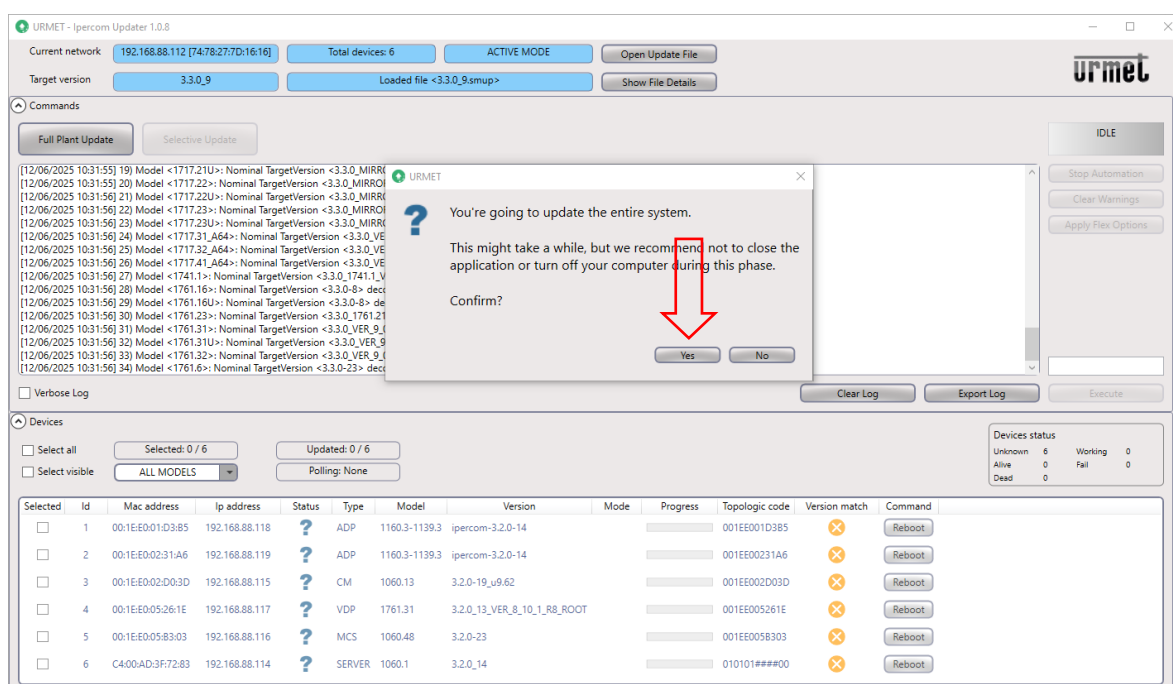 URMET - Ipercom Updater 1.0.8
Current network 192.168.88.112 [74:78:27:7D:16:16] Total devices: 6 ACTIVE MODE Open Update File
Target version 3.3.0_9 Loaded file <3.3.0_9.smup> Show File Details
urmet
Commands
Full Plant Update Selective Update IDLE
[12/06/2025 10:31:55] 19) Model <1717.21U>: Nominal TargetVersion <3.3.0_MIRR
[12/06/2025 10:31:55] 20) Model <1717.22>: Nominal TargetVersion <3.3.0_MIRRO
[12/06/2025 10:31:56] 21) Model <1717.22U>: Nominal TargetVersion <3.3.0_MIRR
[12/06/2025 10:31:56] 22) Model <1717.23>: Nominal TargetVersion <3.3.0_MIRRO
[12/06/2025 10:31:56] 23) Model <1717.23U>: Nominal TargetVersion <3.3.0_MIRR
[12/06/2025 10:31:56] 24) Model <1717.31_A64>: Nominal TargetVersion <3.3.0_VE
[12/06/2025 10:31:56] 25) Model <1717.32_A64>: Nominal TargetVersion <3.3.0_VE
[12/06/2025 10:31:56] 26) Model <1717.41_A64>: Nominal TargetVersion <3.3.0_VE
[12/06/2025 10:31:56] 27) Model <1741.1>: Nominal TargetVersion <3.3.0_1741.1_V
[12/06/2025 10:31:56] 28) Model <1761.16>: Nominal TargetVersion <3.3.0-8> deco
[12/06/2025 10:31:56] 29) Model <1761.16U>: Nominal TargetVersion <3.3.0-8> de
[12/06/2025 10:31:56] 30) Model <1761.23>: Nominal TargetVersion <3.3.0_1761.21
[12/06/2025 10:31:56] 31) Model <1761.31>: Nominal TargetVersion <3.3.0_VER_9_0
[12/06/2025 10:31:56] 32) Model <1761.31U>: Nominal TargetVersion <3.3.0_VER_9
[12/06/2025 10:31:56] 33) Model <1761.32>: Nominal TargetVersion <3.3.0_VER_9_0
[12/06/2025 10:31:56] 34) Model <1761.6>: Nominal TargetVersion <3.3.0-23> deco
URMET
You're going to update the entire system.
This might take a while, but we recommend not to close the
application or turn off your computer during this phase.
Confirm?
Yes No
Stop Automation
Clear Warnings
Apply Flex Options
Verbose Log Clear Log Export Log Execute
Devices
Select all Selected: 0 / 6 Updated: 0 / 6
Select visible ALL MODELS Polling: None
Devices status
Unknown 6 Working 0
Alive 0 Fail 0
Dead 0
Selected Id Mac address Ip address Status Type Model Version Mode Progress Topologic code Version match Command
1 00:1E:E0:01:D3:B5 192.168.88.118 ? ADP 1160.3-1139.3 ipercom-3.2.0-14 001EE001D3B5 Reboot
2 00:1E:E0:02:31:A6 192.168.88.119 ? ADP 1160.3-1139.3 ipercom-3.2.0-14 001EE00231A6 Reboot
3 00:1E:E0:02:D0:3D 192.168.88.115 ? CM 1060.13 3.2.0-19_u9.62 001EE002D03D Reboot
4 00:1E:E0:05:26:1E 192.168.88.117 ? VDP 1761.31 3.2.0_13_VER_8_10_1_R8_ROOT 001EE005261E Reboot
5 00:1E:E0:05:B3:03 192.168.88.116 ? MCS 1060.48 3.2.0-23 001EE005B303 Reboot
6 C4:00:AD:3F:72:83 192.168.88.114 ? SERVER 1060.1 3.2.0_14 010101####00 Reboot